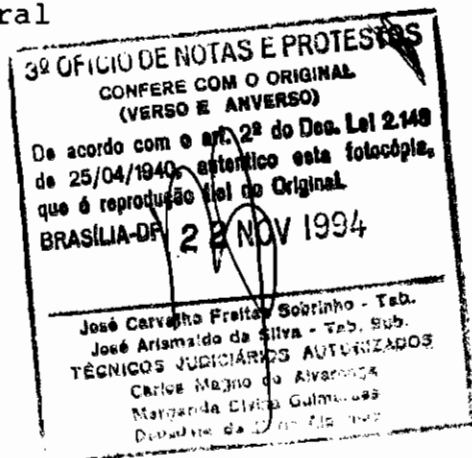 ral
3º OFICIO DE NOTAS E PROTESTOS
CONFERE COM O ORIGINAL
(VERSO E ANVERSO)
De acordo com o art. 2º do Dec. Lei 2.148
de 25/04/1940, autentico esta fotocópia,
que é reprodução fiel do Original.
BRASÍLIA-DF 22 NOV 1994
José Carvalho Freitas Sobrinho - Tab.
José Arismaldo da Silva - Tab. Sub.
TÉCNICOS JUDICIÁRIOS AUTORIZADOS
Carlos Magno
Margarida Guimarães